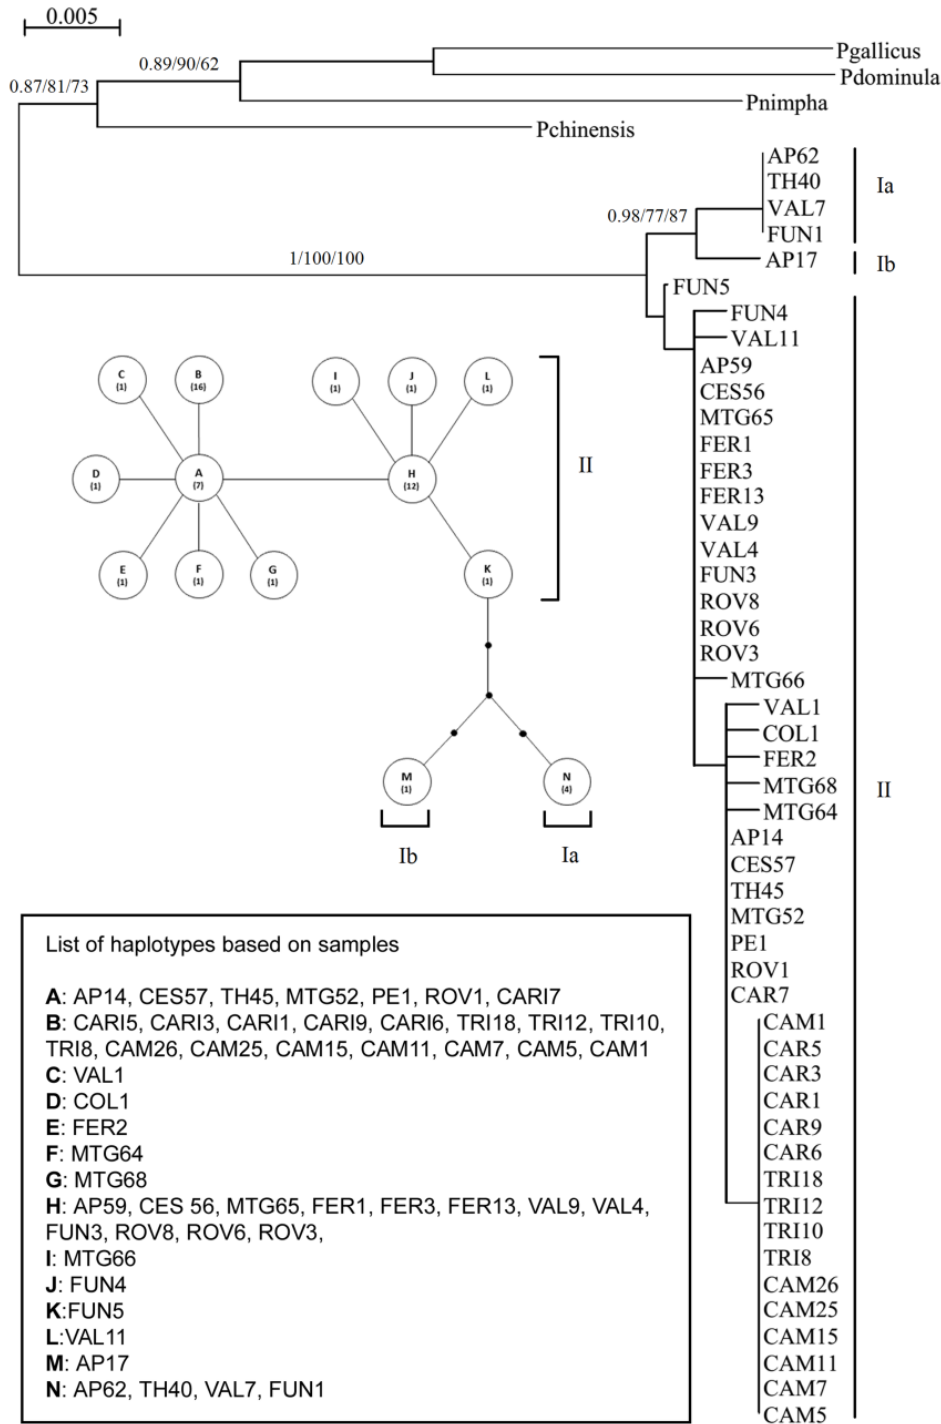 0.005
Pgallicus
0.89/90/62
Pdominula
0.87/81/73
Pnimpha
Pchinensis
AP62
TH40
Ia
VAL7
0.98/77/87
FUN1
1/100/100
AP17
Ib
FUN5
FUN4
VAL11
AP59
CES56
MTG65
FER1
FER3
FER13
VAL9
VAL4
FUN3
ROV8
ROV6
ROV3
MTG66
VAL1
COL1
FER2
MTG68
II
MTG64
AP14
CES57
TH45
MTG52
PE1
ROV1
CAR7
CAM1
CAR5
CAR3
CAR1
CAR9
CAR6
TRI18
TRI12
TRI10
TRI8
CAM26
CAM25
CAM15
CAM11
CAM7
CAM5
C
(1)
B
(16)
I
(1)
J
(1)
L
(1)
D
(1)
A
(7)
H
(12)
II
E
(1)
F
(1)
G
(1)
K
(1)
M
(1)
N
(4)
Ib
Ia
List of haplotypes based on samples
A: AP14, CES57, TH45, MTG52, PE1, ROV1, CARI7
B: CARI5, CARI3, CARI1, CARI9, CARI6, TRI18, TRI12, TRI10,
TRI8, CAM26, CAM25, CAM15, CAM11, CAM7, CAM5, CAM1
C: VAL1
D: COL1
E: FER2
F: MTG64
G: MTG68
H: AP59, CES 56, MTG65, FER1, FER3, FER13, VAL9, VAL4,
FUN3, ROV8, ROV6, ROV3,
I: MTG66
J: FUN4
K:FUN5
L:VAL11
M: AP17
N: AP62, TH40, VAL7, FUN1